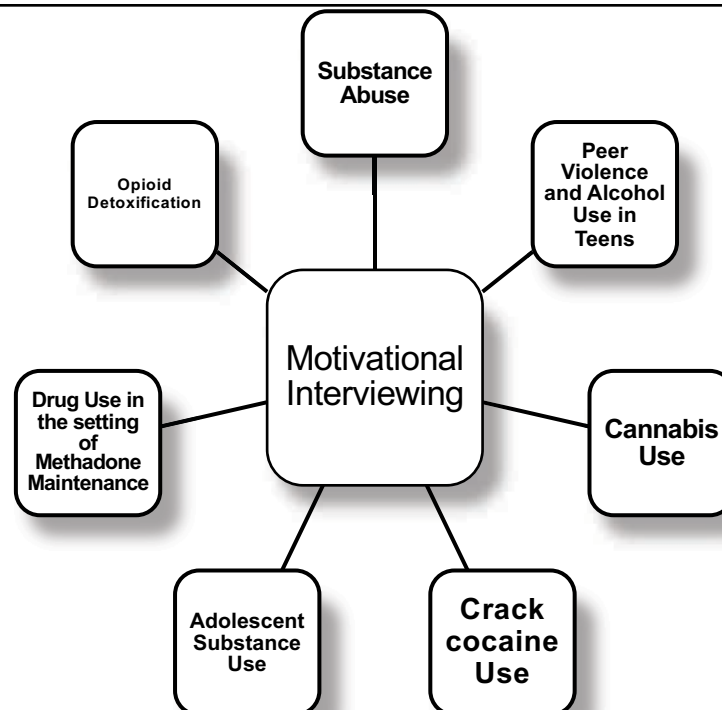 Substance
Abuse
Peer
Violence
and Alcohol
Use in
Teens
Opioid
Detoxification
Motivational
Interviewing
Cannabis
Use
Drug Use in
the setting
of
Methadone
Maintenance
Crack
cocaine
Use
Adolescent
Substance
Use